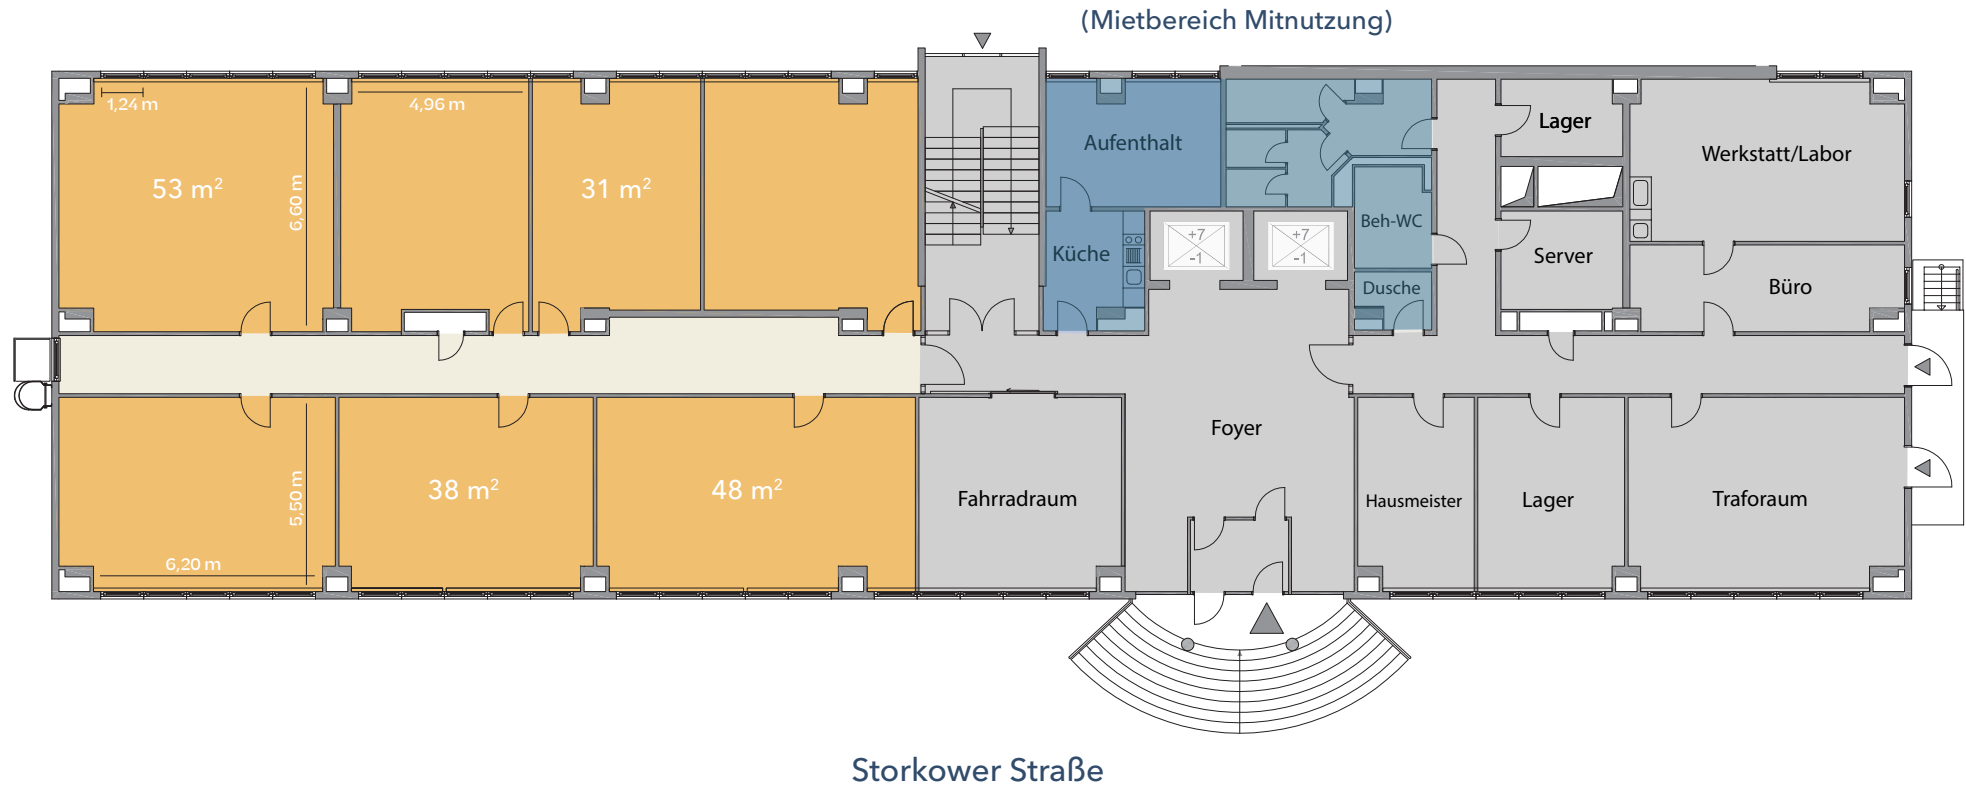 (Mietbereich Mitnutzung)
1,24 m
4,96 m
53 m²
6,60 m
31 m²
Aufenthalt
Küche
+7
-1
+7
-1
Beh-WC
Dusche
Lager
Server
Werkstatt/Labor
Büro
5,50 m
6,20 m
38 m²
48 m²
Fahrradraum
Foyer
Hausmeister
Lager
Traforaum
Storkower Straße